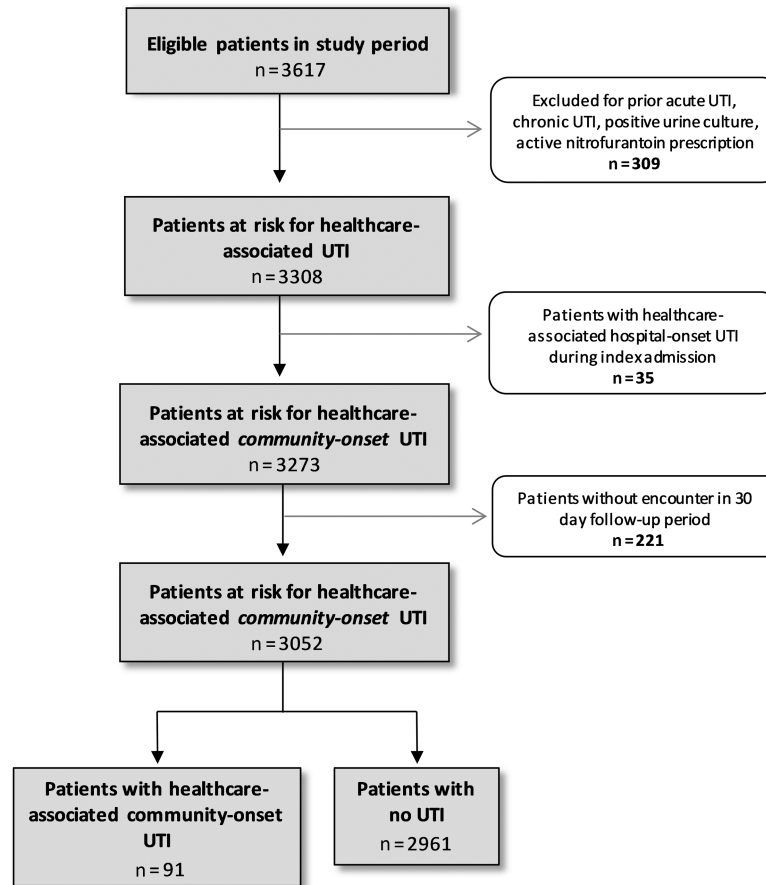 Eligible patients in study period
n=3617
Excluded for prior acute UTI,
chronic UTI, positive urine culture,
active nitrofurantoin prescription
n=309
Patients at risk for healthcare-
associated UTI
n=3308
Patients with healthcare-
associated hospital-onset UTI
during index admission
n=35
Patients at risk for healthcare-
associated community-onset UTI
n=3273
Patients without encounter in 30
day follow-up period
n=221
Patients at risk for healthcare-
associated community-onset UTI
n=3052
Patients with healthcare-
associated community-onset
UTI
n=91
Patients with
no UTI
n=2961